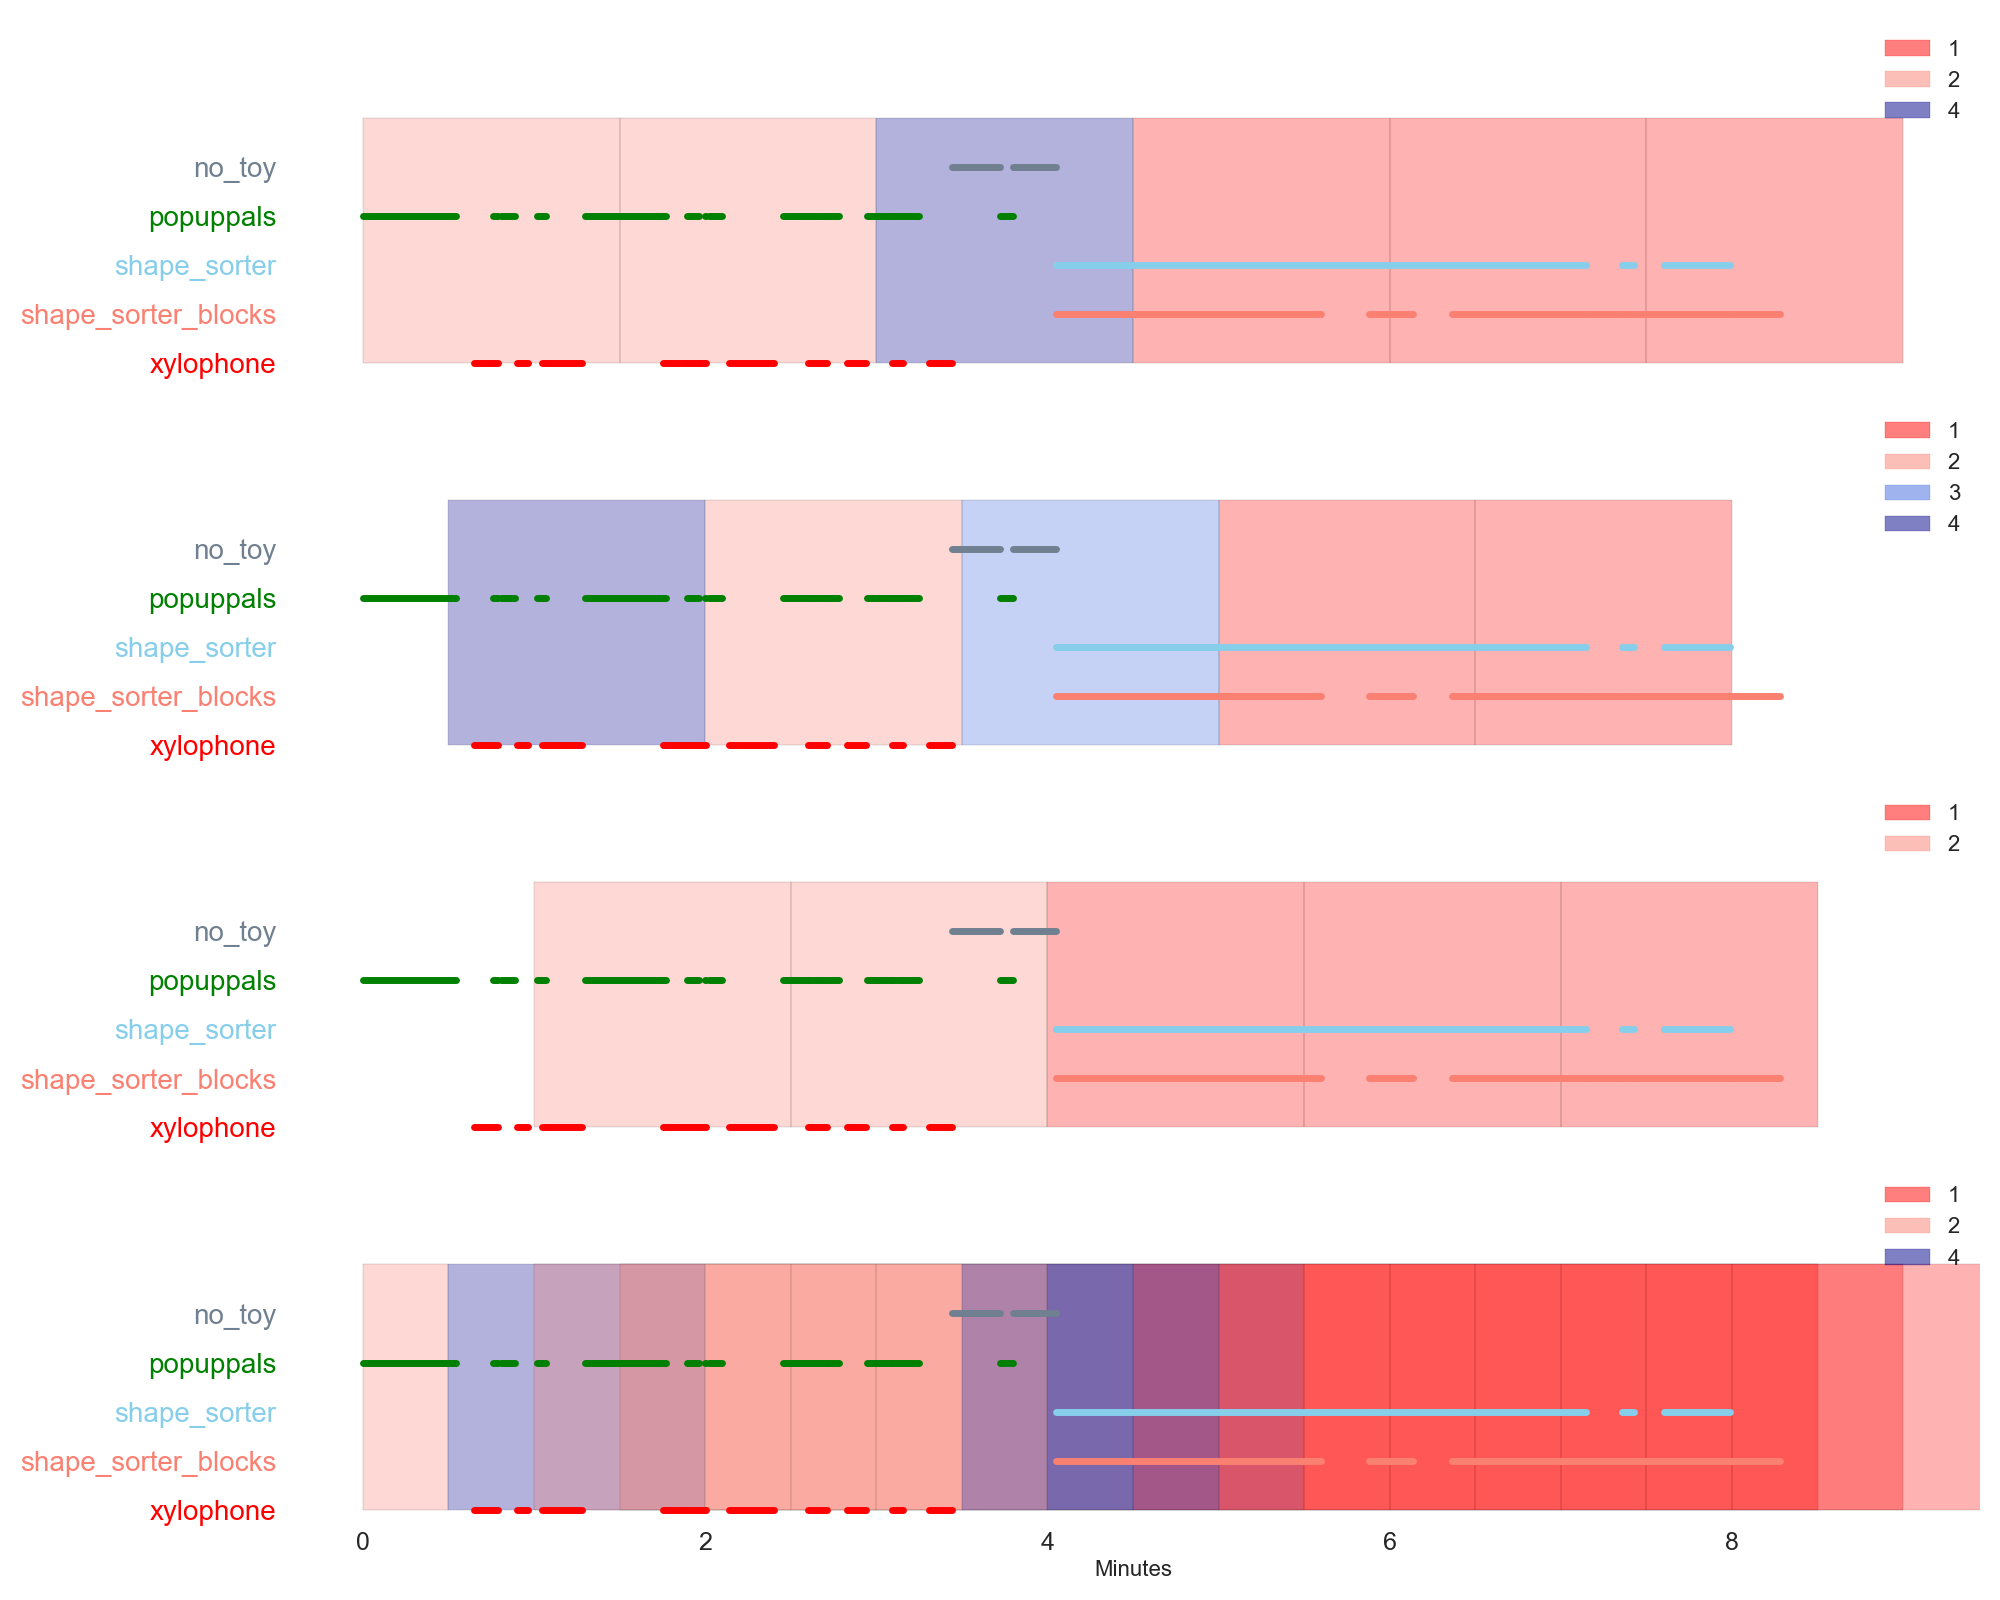 1
2
4
no_toy
popuppals
shape_sorter
shape_sorter_blocks
xylophone
1
2
3
4
no_toy
popuppals
shape_sorter
shape_sorter_blocks
xylophone
1
2
no_toy
popuppals
shape_sorter
shape_sorter_blocks
xylophone
1
2
4
no_toy
popuppals
shape_sorter
shape_sorter_blocks
xylophone
0 2 4 6 8
Minutes